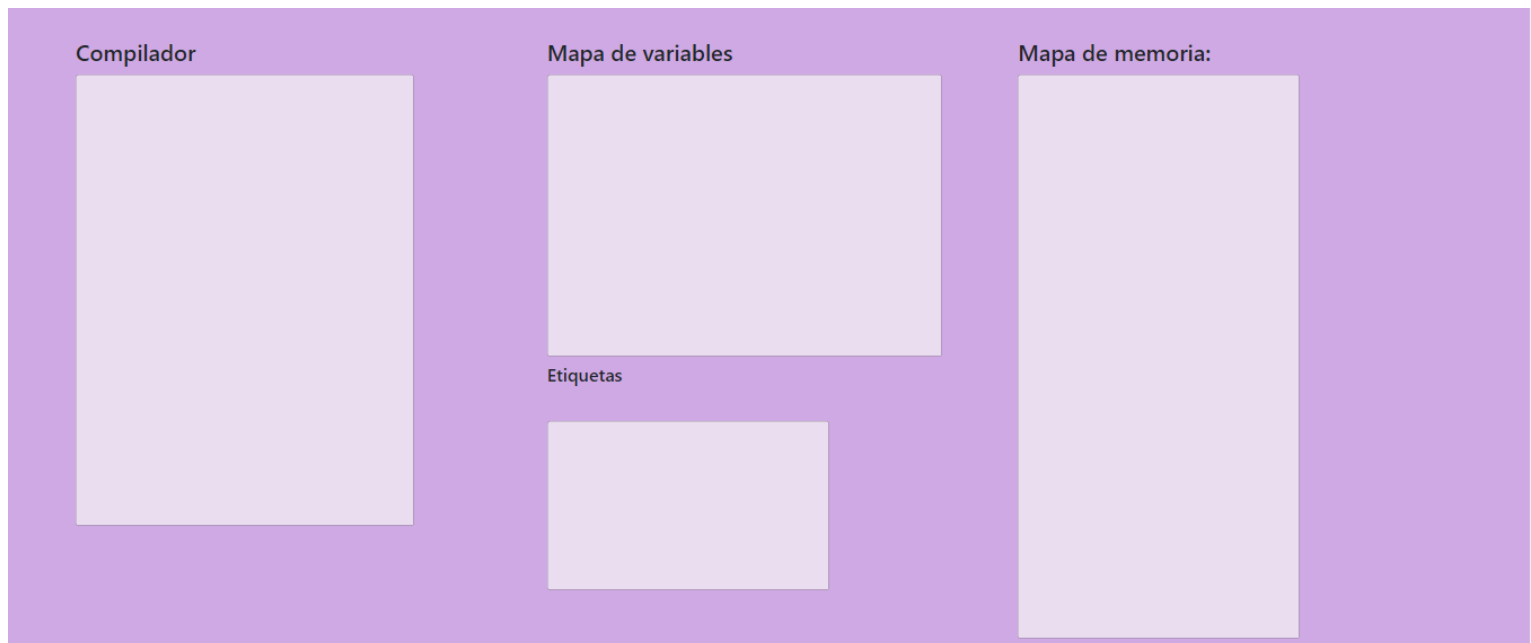 Compilador
Mapa de variables
Mapa de memoria:
Etiquetas